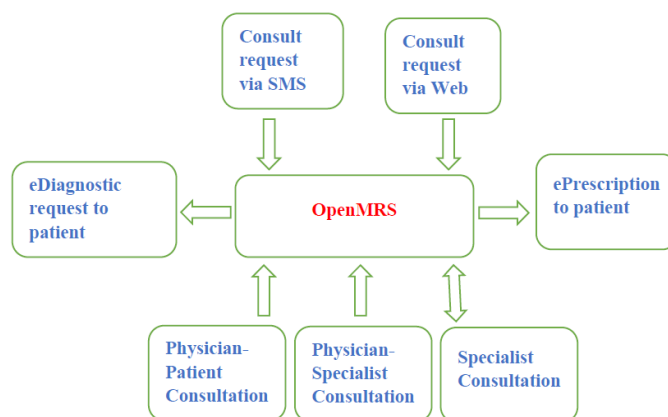 Consult
request
via SMS
Consult
request
via Web
eDiagnostic
request to
patient
OpenMRS
ePrescription
to patient
Physician-
Patient
Consultation
Physician-
Specialist
Consultation
Specialist
Consultation